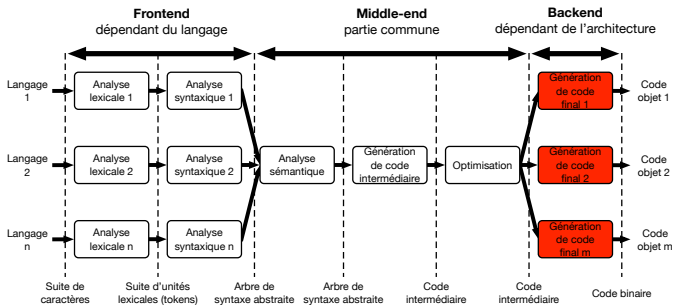 Frontend
dépendant du langage
Middle-end
partie commune
Backend
dépendant de l'architecture
Langage
1
Analyse
lexicale 1
Analyse
syntaxique 1
Génération
de code
final 1
Code
objet 1
Langage
2
Analyse
lexicale 2
Analyse
syntaxique 2
Analyse
sémantique
Génération
de code
intermédiaire
Optimisation
Génération
de code
final 2
Code
objet 2
Langage
n
Analyse
lexicale n
Analyse
syntaxique n
Génération
de code
final m
Code
objet m
Suite de
caractères
Suite d'unités
lexicales (tokens)
Arbre de
syntaxe abstraite
Arbre de
syntaxe abstraite
Code
intermédiaire
Code
intermédiaire
Code binaire